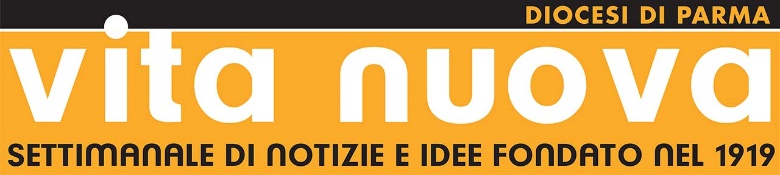 DIOCESI DI PARMA
vita nuova
SETTIMANALE DI NOTIZIE E IDEE FONDATO NEL 1919